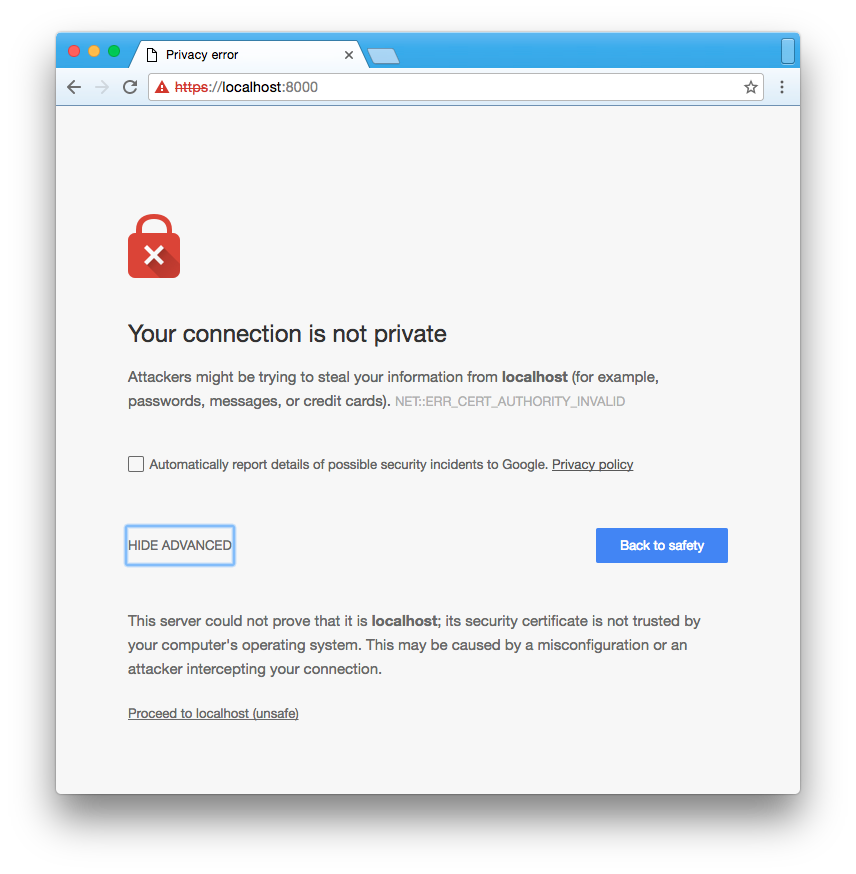 Privacy error
https://localhost:8000
Your connection is not private
Attackers might be trying to steal your information from localhost (for example,
passwords, messages, or credit cards). NET::ERR_CERT_AUTHORITY_INVALID
Automatically report details of possible security incidents to Google. Privacy policy
HIDE ADVANCED
Back to safety
This server could not prove that it is localhost; its security certificate is not trusted by
your computer's operating system. This may be caused by a misconfiguration or an
attacker intercepting your connection.
Proceed to localhost (unsafe)